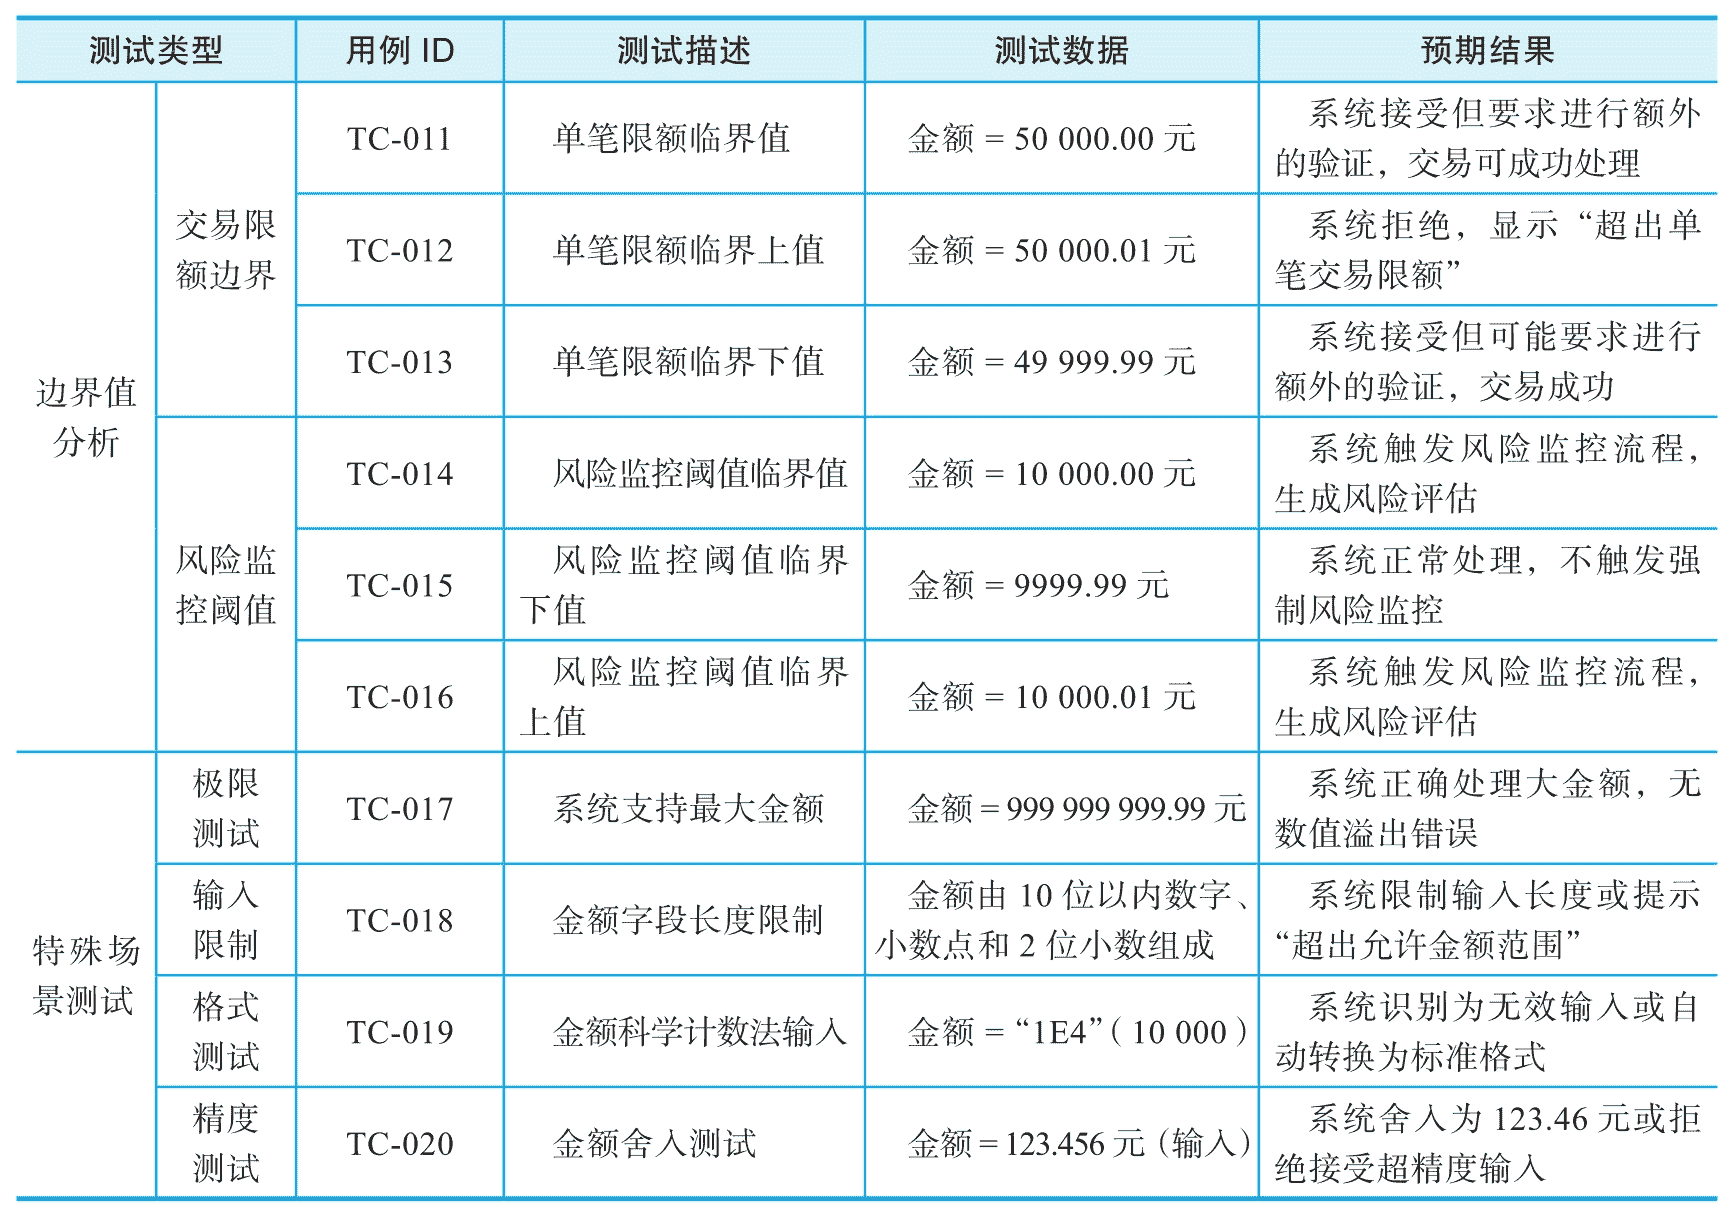 测试类型 用例 ID 测试描述 测试数据 预期结果
边界值
分析
交易限
额边界
TC-011 单笔限额临界值 金额 = 50 000.00 元 系统接受但要求进行额外
的验证，交易可成功处理
TC-012 单笔限额临界上值 金额 = 50 000.01 元 系统拒绝，显示“超出单
笔交易限额”
TC-013 单笔限额临界下值 金额 = 49 999.99 元 系统接受但可能要求进行
额外的验证，交易成功
风险监
控阈值
TC-014 风险监控阈值临界值 金额 = 10 000.00 元 系统触发风险监控流程，
生成风险评估
TC-015 风险监控阈值临界
下值
金额 = 9999.99 元 系统正常处理，不触发强
制风险监控
TC-016 风险监控阈值临界
上值
金额 = 10 000.01 元 系统触发风险监控流程，
生成风险评估
特殊场
景测试
极限
测试
TC-017 系统支持最大金额 金额 = 999 999 999.99 元 系统正确处理大金额，无
数值溢出错误
输入
限制
TC-018 金额字段长度限制 金额由 10 位以内数字、
小数点和 2 位小数组成
系统限制输入长度或提示
“超出允许金额范围”
格式
测试
TC-019 金额科学计数法输入 金额 = “1E4”（10 000） 系统识别为无效输入或自
动转换为标准格式
精度
测试
TC-020 金额舍入测试 金额 = 123.456 元（输入） 系统舍入为 123.46 元或拒
绝接受超精度输入